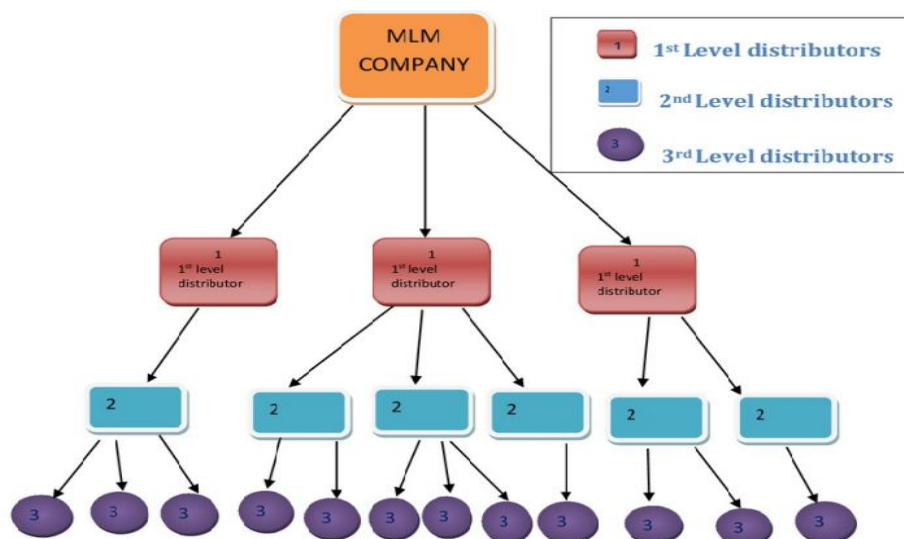 MLM
COMPANY
1
1st Level distributors
2
2nd Level distributors
3
3rd Level distributors
1
1st level
distributor
1
1st level
distributor
1
1st level
distributor
2
2
2
2
2
2
3
3
3
3
3
3
3
3
3
3
3
3